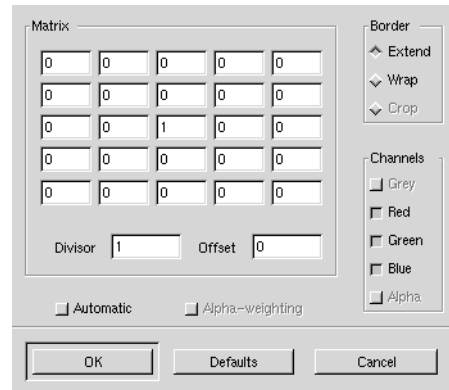 Matrix
0 0 0 0 0
0 0 0 0 0
0 0 1 0 0
0 0 0 0 0
0 0 0 0 0
Divisor 1 Offset 0
Automatic Alpha-weighting
Border
Extend
Wrap
Crop
Channels
Grey
Red
Green
Blue
Alpha
OK Defaults Cancel